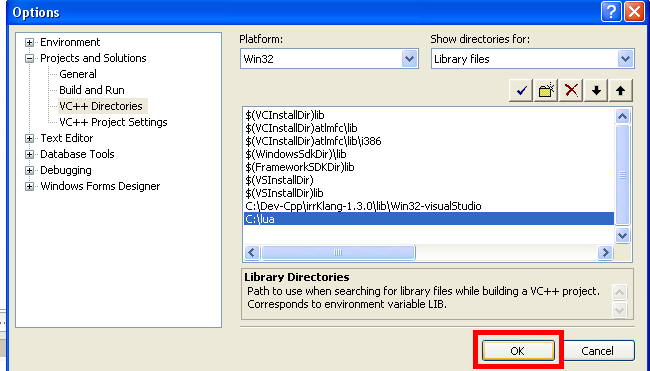 Options
Environment
Projects and Solutions
General
Build and Run
VC++ Directories
VC++ Project Settings
Text Editor
Database Tools
Debugging
Windows Forms Designer
Platform:
Show directories for:
Win32
Library files
$(VCInstallDir)lib
$(VCInstallDir)atlmfc\lib
$(VCInstallDir)atlmfc\lib\i386
$(WindowsSdkDir)\lib
$(FrameworkSDKDir)lib
$(VSInstallDir)
$(VSInstallDir)lib
C:\Dev-Cpp\irrKlang-1.3.0\lib\Win32-visualStudio
C:\lua
Library Directories
Path to use when searching for library files while building a VC++ project.
Corresponds to environment variable LIB.
OK
Cancel